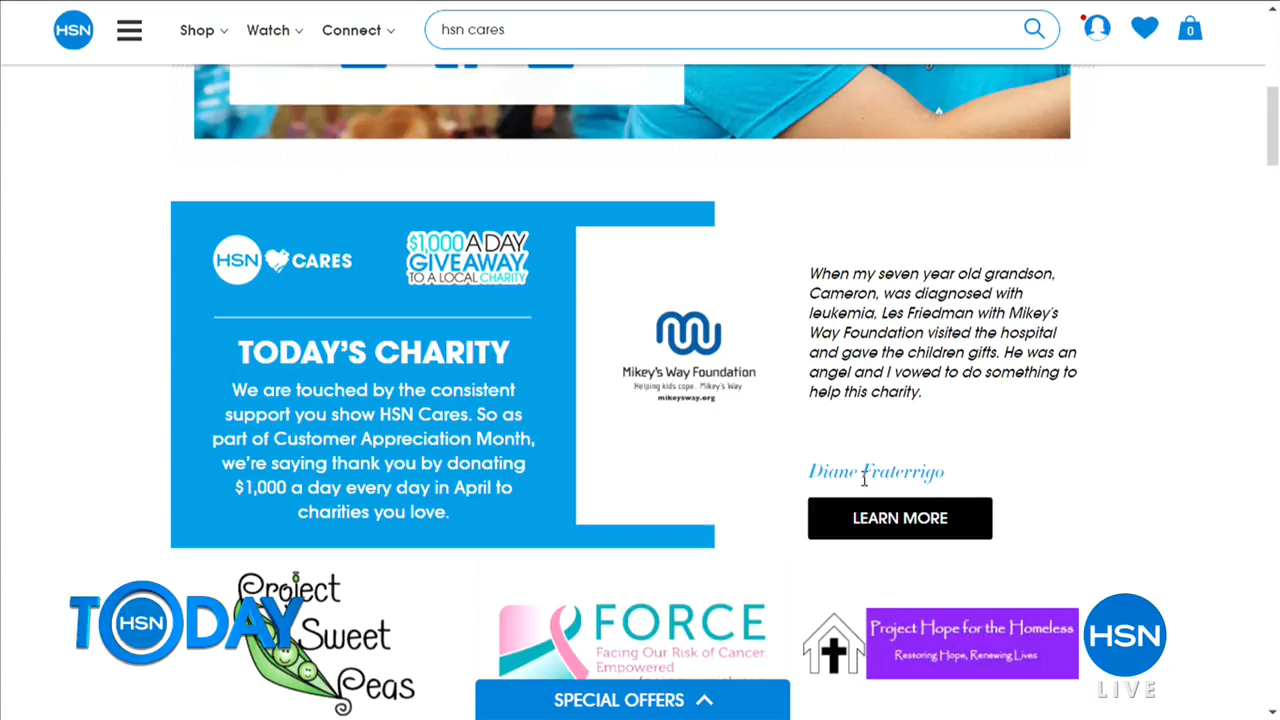 HSN
Shop
Watch
Connect
hsn cares
0
HSN CARES
$1,000 A DAY
GIVEAWAY
TO A LOCAL CHARITY
TODAY'S CHARITY
We are touched by the consistent
support you show HSN Cares. So as
part of Customer Appreciation Month,
we're saying thank you by donating
$1,000 a day every day in April to
charities you love.
Mikey's Way Foundation
Helping kids cope... Mikey's Way
mikeysway.org
When my seven year old grandson,
Cameron, was diagnosed with
leukemia, Les Friedman with Mikey's
Way Foundation visited the hospital
and gave the children gifts. He was an
angel and I vowed to do something to
help this charity.
Diane Fraterrigo
LEARN MORE
Project
Sweet
Peas
FORCE
Facing Our Risk of Cancer
Empowered
Project Hope for the Homeless
Restoring Hope, Renewing Lives
TODAY
HSN
HSN
LIVE
SPECIAL OFFERS